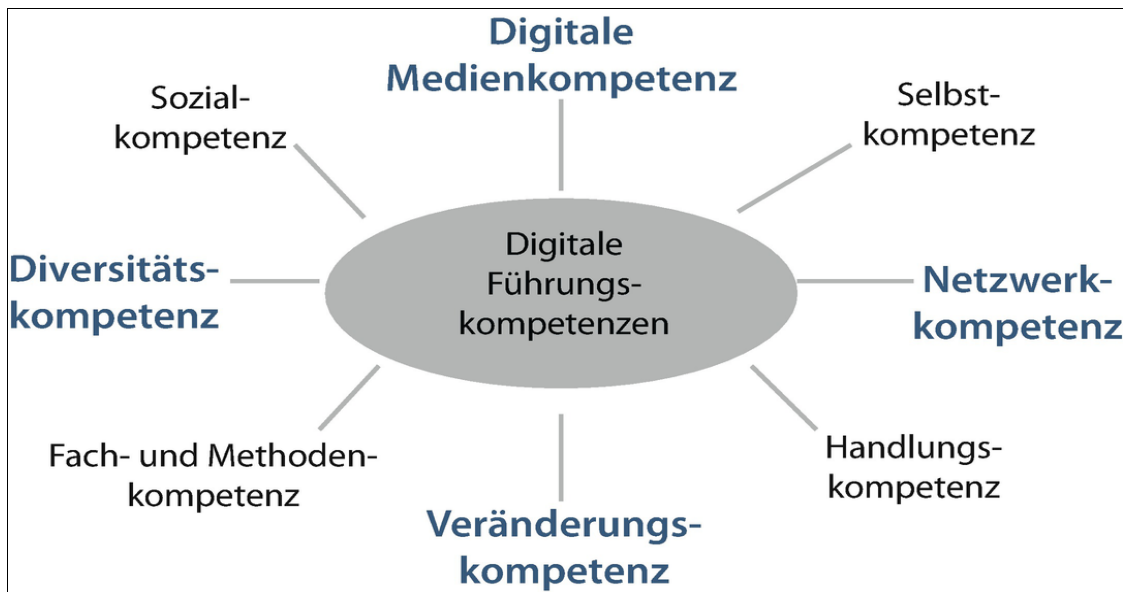 Digitale
Medienkompetenz
Sozial-
kompetenz
Selbst-
kompetenz
Digitale
Führungs-
kompetenzen
Diversitäts-
kompetenz
Netzwerk-
kompetenz
Fach- und Methoden-
kompetenz
Handlungs-
kompetenz
Veränderungs-
kompetenz